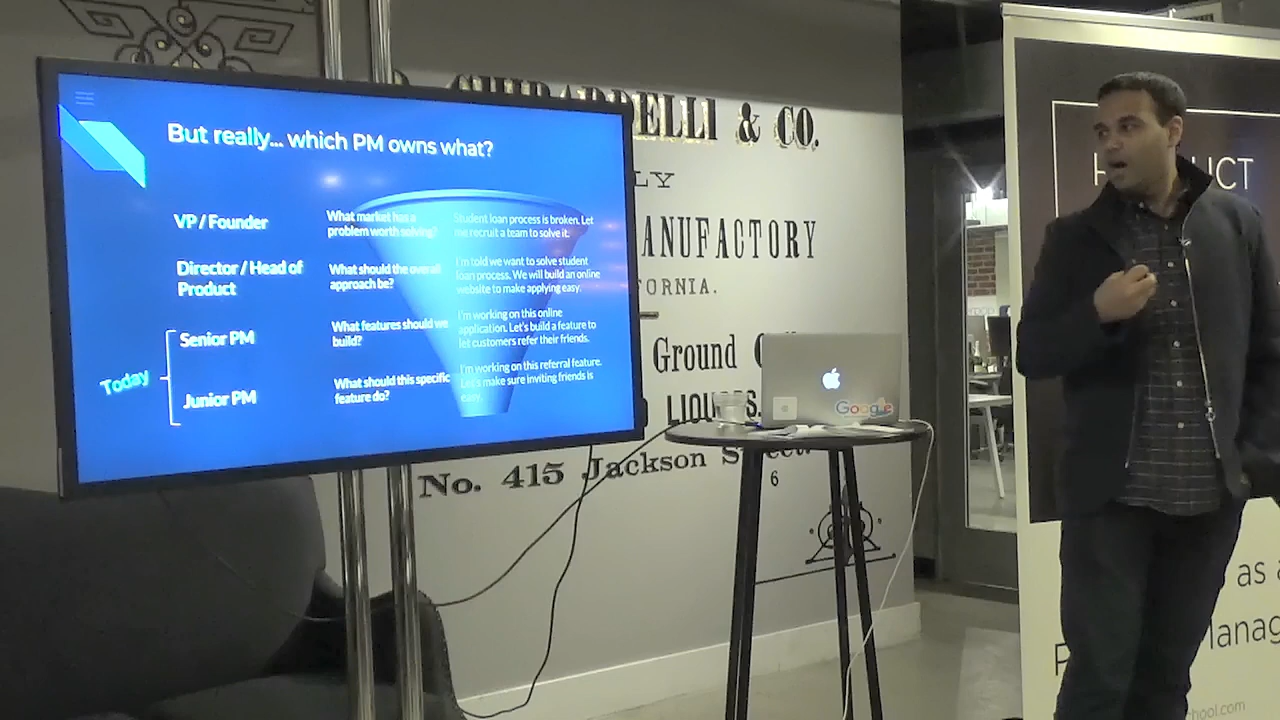 But really... which PM owns what?
VP / Founder
What market has a
problem worth solving?
Student loan process is broken. Let
me recruit a team to solve it.
Director / Head of
Product
What should the overall
approach be?
I'm told we want to solve student
loan process. We will build an online
website to make applying easy.
Senior PM
What features should we
build?
I'm working on this online
application. Let's build a feature to
let customers refer their friends.
Today
Junior PM
What should this specific
feature do?
I'm working on this referral feature.
Let's make sure inviting friends is
easy.
& CO.
ANUFACTORY
Ground
No. 415 Jackson
6
Google
UCT
as